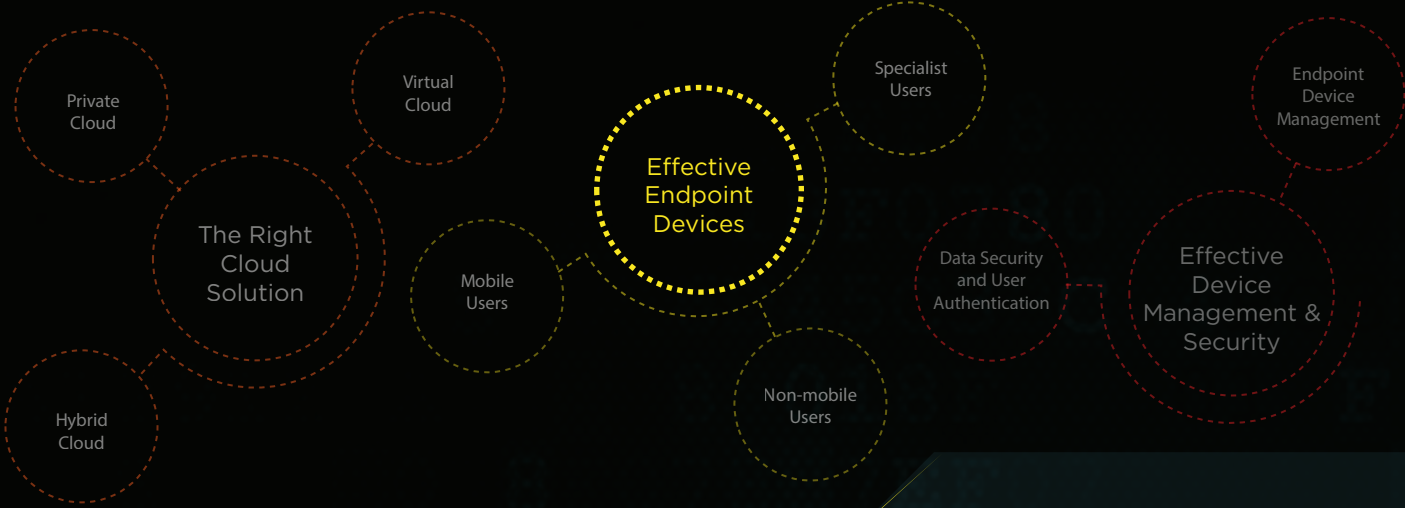 Private
Cloud
Virtual
Cloud
The Right
Cloud
Solution
Hybrid
Cloud
Effective
Endpoint
Devices
Mobile
Users
Specialist
Users
Non-mobile
Users
Data Security
and User
Authentication
Endpoint
Device
Management
Effective
Device
Management &
Security